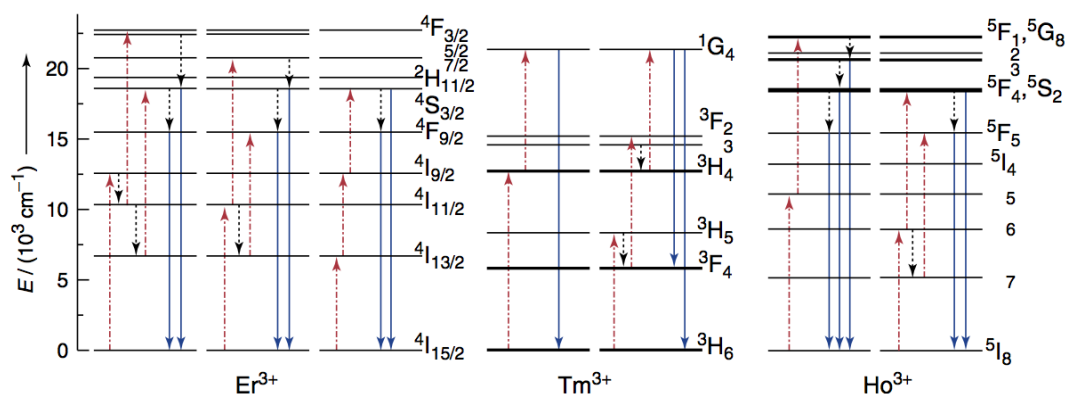 E / (10³ cm⁻¹)
20
15
10
5
0
⁴F₃/₂
5/2
7/2
²H₁₁/₂
⁴S₃/₂
⁴F₉/₂
⁴I₉/₂
⁴I₁₁/₂
⁴I₁₃/₂
⁴I₁₅/₂
Er³⁺
¹G₄
³F₂
3
³H₄
³H₅
³F₄
³H₆
Tm³⁺
⁵F₁,⁵G₈
2
3
⁵F₄,⁵S₂
⁵F₅
⁵I₄
5
6
7
⁵I₈
Ho³⁺